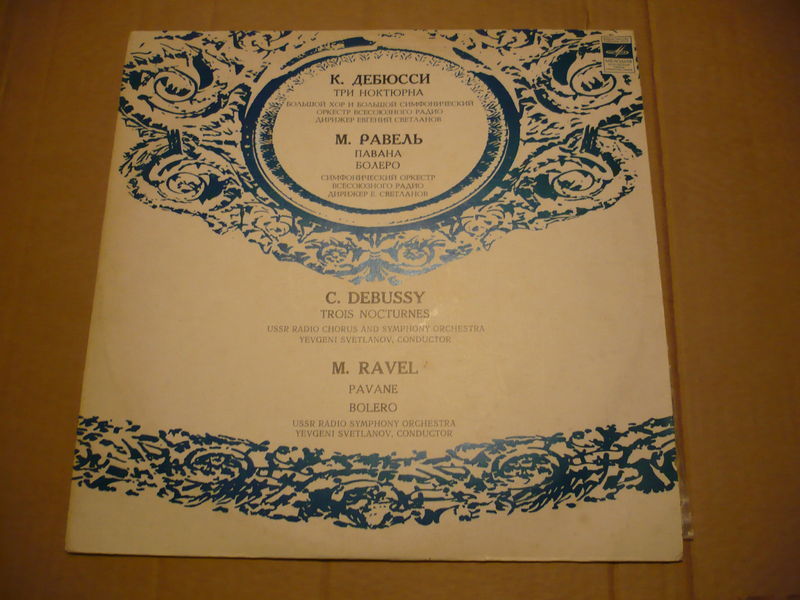 К. ДЕБЮССИ
ТРИ НОКТЮРНА
БОЛЬШОЙ ХОР И БОЛЬШОЙ СИМФОНИЧЕСКИЙ
ОРКЕСТР ВСЕСОЮЗНОГО РАДИО
ДИРИЖЕР ЕВГЕНИЙ СВЕТЛАНОВ
М. РАВЕЛЬ
ПАВАНА
БОЛЕРО
СИМФОНИЧЕСКИЙ ОРКЕСТР
ВСЕСОЮЗНОГО РАДИО
ДИРИЖЕР Е. СВЕТЛАНОВ
МЕЛОДИЯ
C. DEBUSSY
TROIS NOCTURNES
USSR RADIO CHORUS AND SYMPHONY ORCHESTRA
YEVGENI SVETLANOV, CONDUCTOR
M. RAVEL
PAVANE
BOLERO
USSR RADIO SYMPHONY ORCHESTRA
YEVGENI SVETLANOV, CONDUCTOR